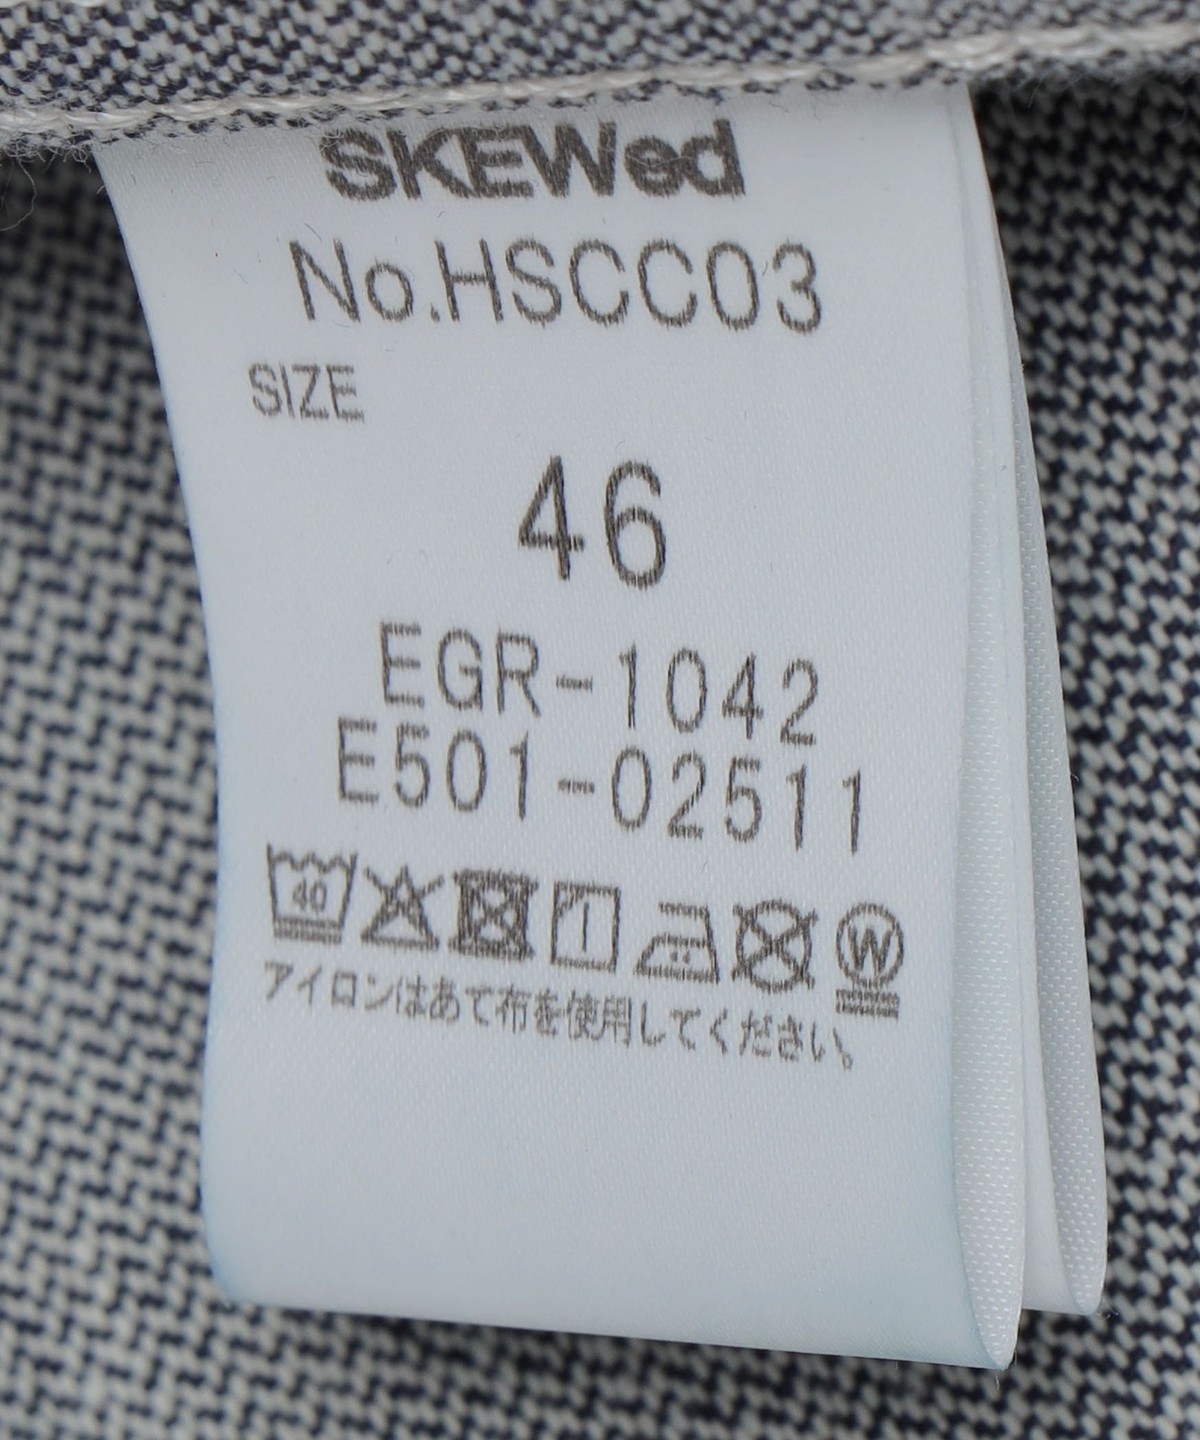 SKEWed
No.HSCC03
SIZE
46
EGR-1042
E501-02511
40
W
アイロンはあて布を使用してください。